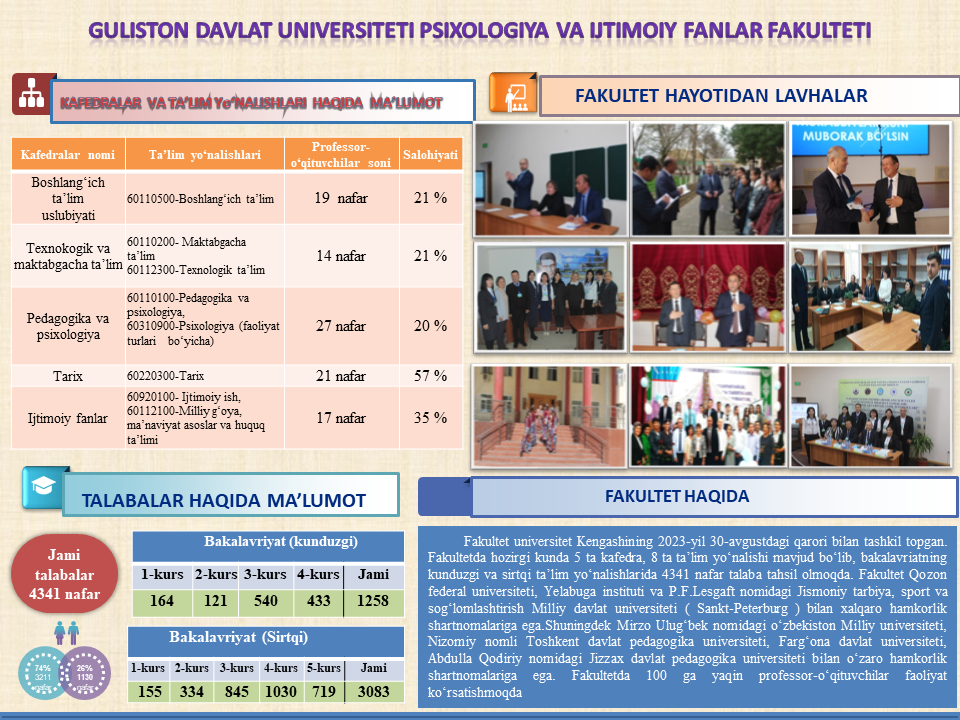 GULISTON DAVLAT UNIVERSITETI PSIXOLOGIYA VA IJTIMOIY FANLAR FAKULTETI
KAFEDRALAR VA TA’LIM Yo‘NALISHLARI HAQIDA MA’LUMOT
Kafedralar nomi Ta’lim yo‘nalishlari Professor-o‘qituvchilar soni Salohiyati
Boshlang‘ich
ta’lim
uslubiyati
60110500-Boshlang‘ich ta’lim
19 nafar
21 %
Texnokogik va
maktabgacha ta’lim
60110200- Maktabgacha
ta’lim
60112300-Texnologik ta’lim
14 nafar
21 %
Pedagogika va
psixologiya
60110100-Pedagogika va
psixologiya,
60310900-Psixologiya (faoliyat
turlari bo‘yicha)
27 nafar
20 %
Tarix
60220300-Tarix
21 nafar
57 %
Ijtimoiy fanlar
60920100- Ijtimoiy ish,
60112100-Milliy g‘oya,
ma’naviyat asoslar va huquq
ta’limi
17 nafar
35 %
FAKULTET HAYOTIDAN LAVHALAR
MUBORAK BO‘LSIN
TALABALAR HAQIDA MA’LUMOT
Jami
talabalar
4341 nafar
74%
3211
nafar
26%
1130
nafar
Bakalavriyat (kunduzgi)
1-kurs 2-kurs 3-kurs 4-kurs Jami
164 121 540 433 1258
Bakalavriyat (Sirtqi)
1-kurs 2-kurs 3-kurs 4-kurs 5-kurs Jami
155 334 845 1030 719 3083
FAKULTET HAQIDA
Fakultet universitet Kengashining 2023-yil 30-avgustdagi qarori bilan tashkil topgan.
Fakultetda hozirgi kunda 5 ta kafedra, 8 ta ta’lim yo‘nalishi mavjud bo‘lib, bakalavriatning
kunduzgi va sirtqi ta’lim yo‘nalishlarida 4341 nafar talaba tahsil olmoqda. Fakultet Qozon
federal universiteti, Yelabuga instituti va P.F.Lesgaft nomidagi Jismoniy tarbiya, sport va
sog‘lomlashtirish Milliy davlat universiteti ( Sankt-Peterburg ) bilan xalqaro hamkorlik
shartnomalariga ega.Shuningdek Mirzo Ulug‘bek nomidagi o‘zbekiston Milliy universiteti,
Nizomiy nomli Toshkent davlat pedagogika universiteti, Farg‘ona davlat universiteti,
Abdulla Qodiriy nomidagi Jizzax davlat pedagogika universiteti bilan o‘zaro hamkorlik
shartnomalariga ega. Fakultetda 100 ga yaqin professor-o‘qituvchilar faoliyat
ko‘rsatishmoqda